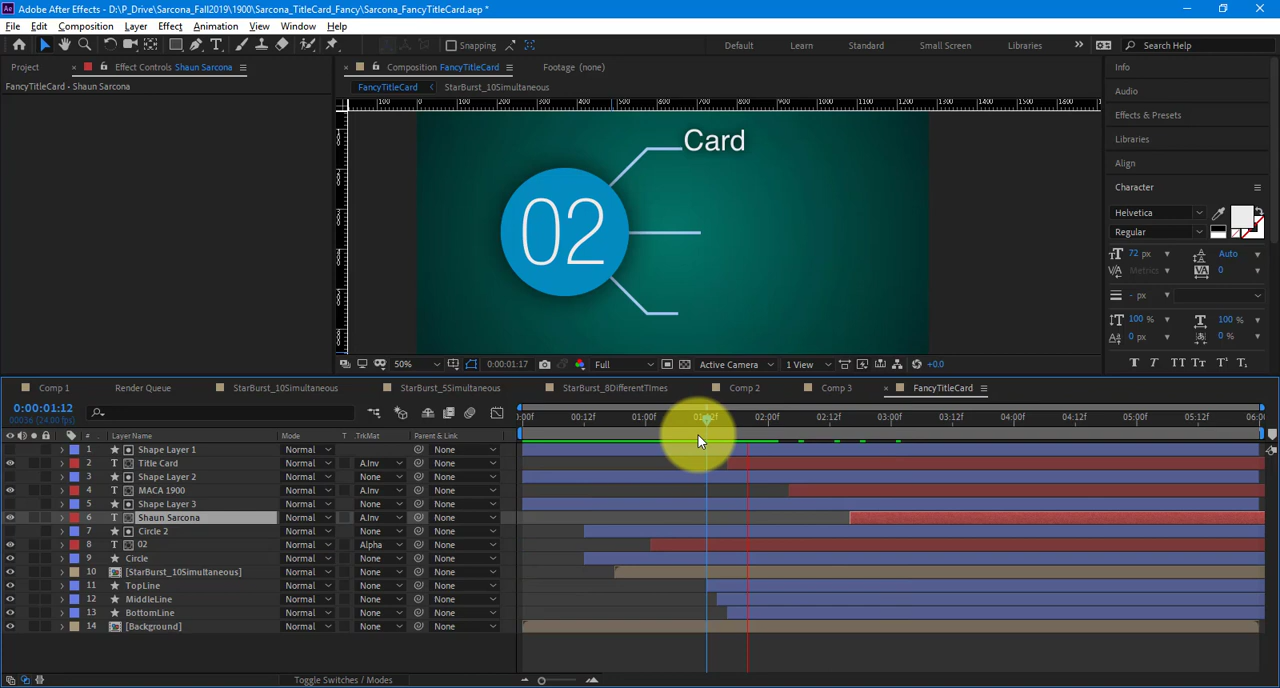 Adobe After Effects - D:\P_Drive\Sarcona_Fall2019\1900\Sarcona_TitleCard_Fancy\Sarcona_FancyTitleCard.aep *
File Edit Composition Layer Effect Animation View Window Help
Snapping Default Learn Standard Small Screen Libraries Search Help
Project Effect Controls Shaun Sarcona Composition FancyTitleCard Footage (none) Info
FancyTitleCard • Shaun Sarcona FancyTitleCard StarBurst_10Simultaneous Audio
100 0 100 200 300 400 500 600 700 800 900 1000 1100 1200 1300 1400 1500 1600
Effects & Presets
Libraries
Align
Character
Card
02
Helvetica
Regular
72 px Auto
Metrics 0
- px
100 % 100 %
0 px 0 %
50% 0:00:01:17 Full Active Camera 1 View +0.0
Comp 1 Render Queue StarBurst_10Simultaneous StarBurst_5Simultaneous StarBurst_8DifferentTImes Comp 2 Comp 3 FancyTitleCard
0:00:01:12
00036 (24.00 fps)
:00f 00:12f 01:00f 01:12f 02:00f 02:12f 03:00f 03:12f 04:00f 04:12f 05:00f 05:12f 06:00
# Layer Name Mode T .TrkMat Parent & Link
1 Shape Layer 1 Normal None
2 Title Card Normal A.Inv None
3 Shape Layer 2 Normal None None
4 MACA 1900 Normal A.Inv None
5 Shape Layer 3 Normal None None
6 Shaun Sarcona Normal A.Inv None
7 Circle 2 Normal None None
8 02 Normal Alpha None
9 Circle Normal None None
10 [StarBurst_10Simultaneous] Normal None None
11 TopLine Normal None None
12 MiddleLine Normal None None
13 BottomLine Normal None None
14 [Background] Normal None None
Toggle Switches / Modes